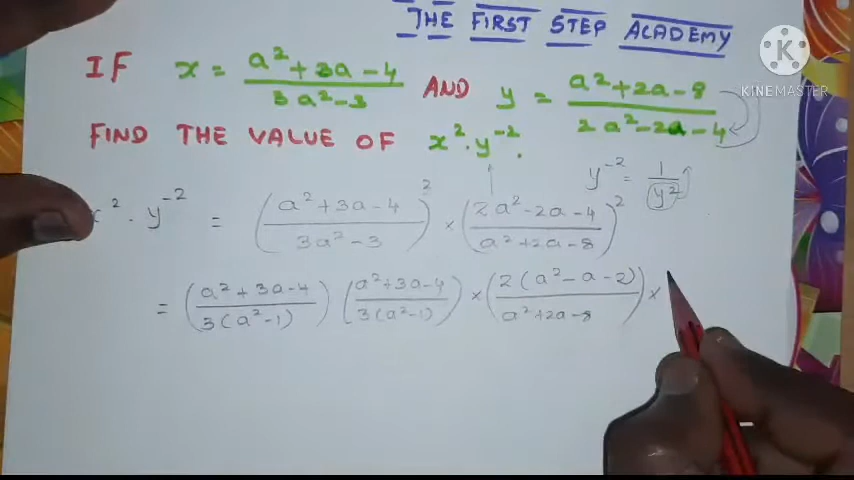 THE FIRST STEP ACADEMY
IF x = (a² + 3a - 4)/(3a² - 3) AND y = (a² + 2a - 8)/(2a² - 2a - 4)
KINEMASTER
FIND THE VALUE OF x² · y⁻².
y⁻² = 1/y²
x² · y⁻² = ((a² + 3a - 4)/(3a² - 3))² × ((2a² - 2a - 4)/(a² + 2a - 8))²
= ((a² + 3a - 4)/(3(a² - 1))) ((a² + 3a - 4)/(3(a² - 1))) × ((2(a² - a - 2))/(a² + 2a - 8)) ×